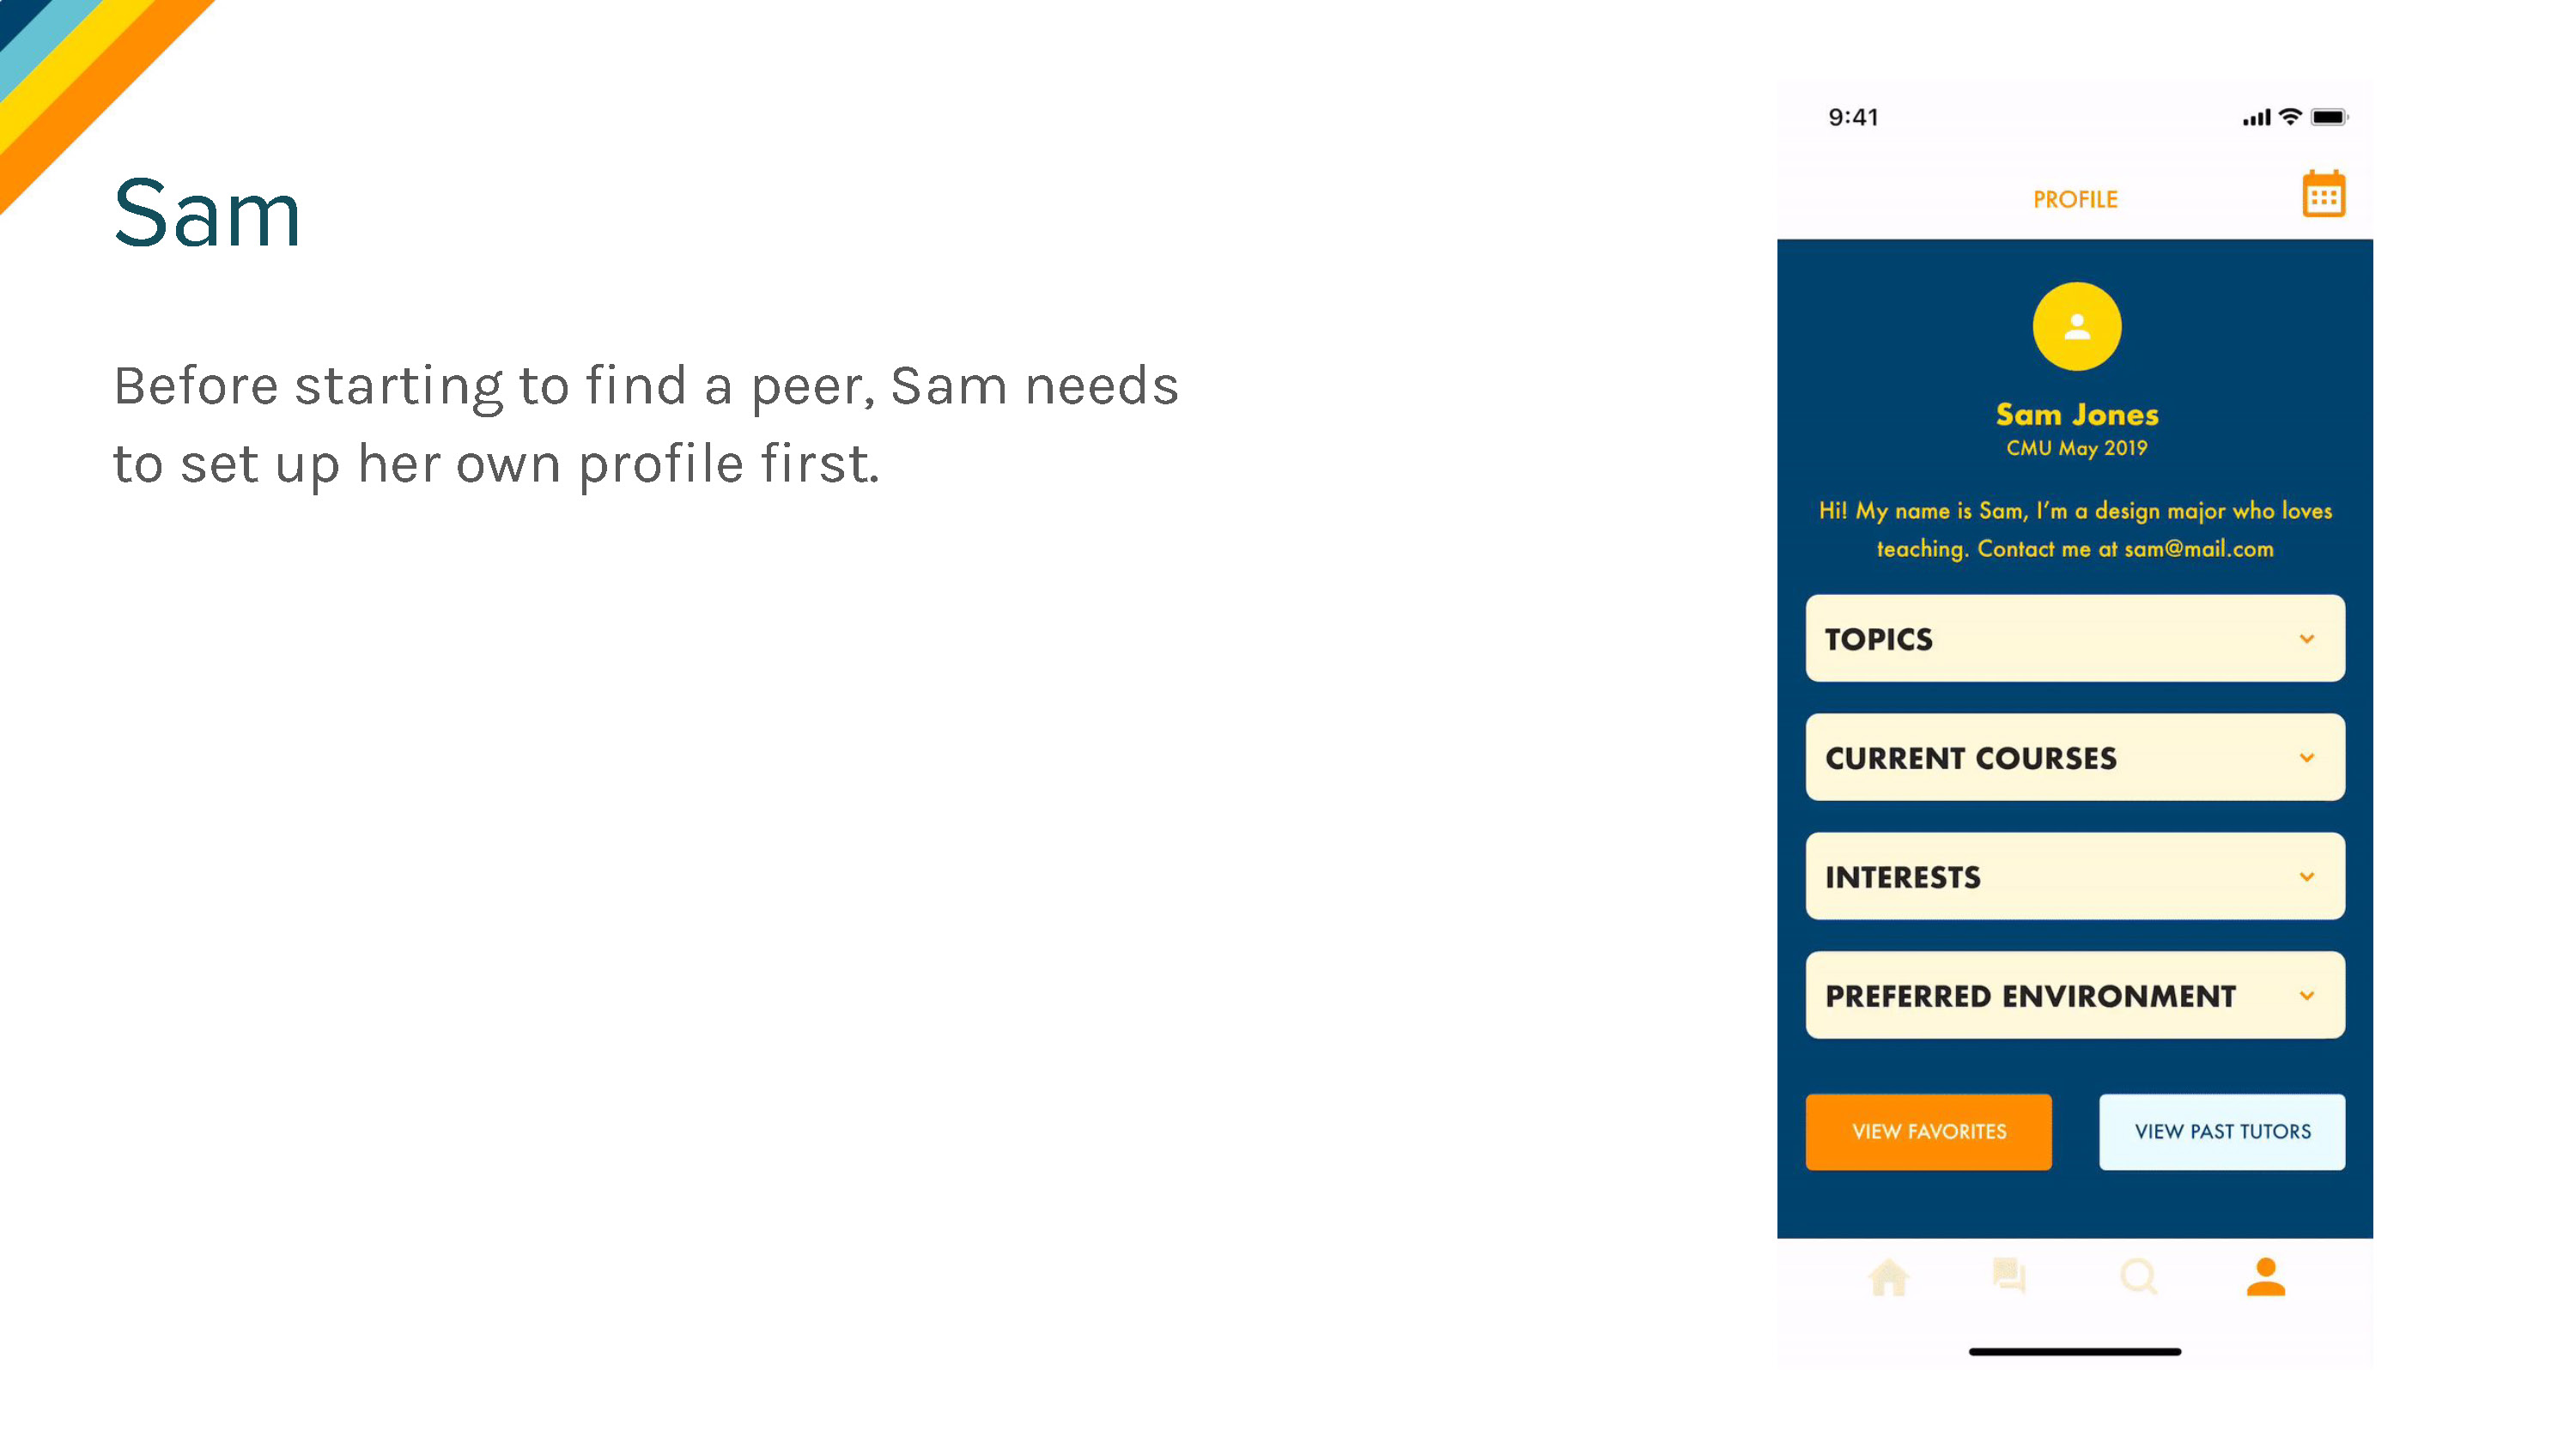 Sam
Before starting to find a peer, Sam needs
to set up her own profile first.
9:41
PROFILE
Sam Jones
CMU May 2019
Hi! My name is Sam, I’m a design major who loves
teaching. Contact me at sam@mail.com
TOPICS
CURRENT COURSES
INTERESTS
PREFERRED ENVIRONMENT
VIEW FAVORITES
VIEW PAST TUTORS